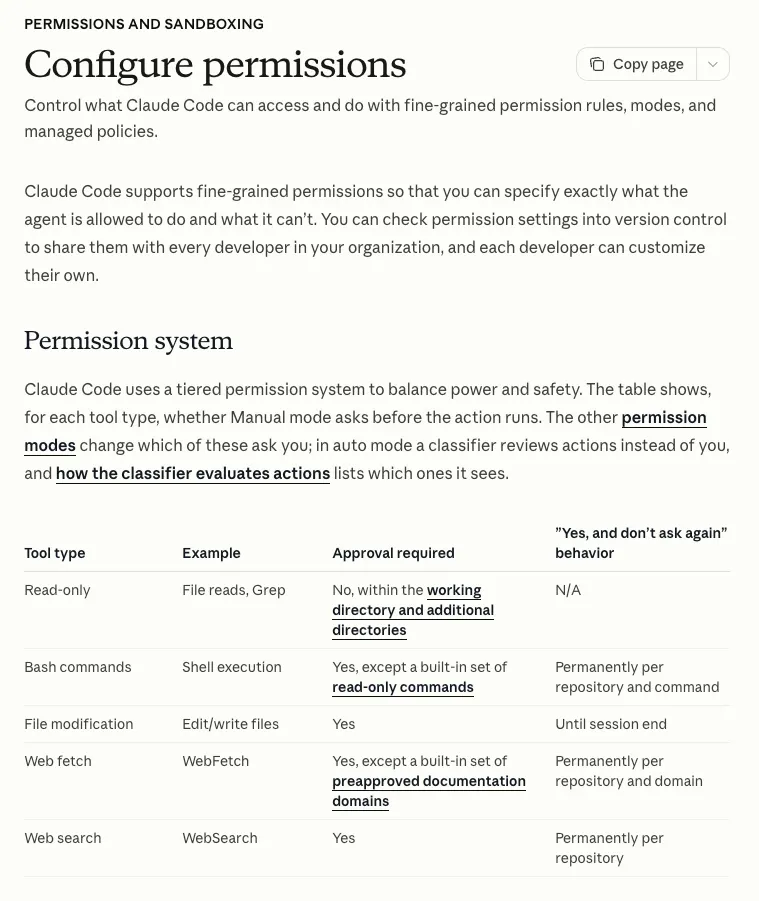 PERMISSIONS AND SANDBOXING
Configure permissions
Copy page
Control what Claude Code can access and do with fine-grained permission rules, modes, and
managed policies.
Claude Code supports fine-grained permissions so that you can specify exactly what the
agent is allowed to do and what it can’t. You can check permission settings into version control
to share them with every developer in your organization, and each developer can customize
their own.
Permission system
Claude Code uses a tiered permission system to balance power and safety. The table shows,
for each tool type, whether Manual mode asks before the action runs. The other permission
modes change which of these ask you; in auto mode a classifier reviews actions instead of you,
and how the classifier evaluates actions lists which ones it sees.
Tool type
Example
Approval required
”Yes, and don’t ask again”
behavior
Read-only
File reads, Grep
No, within the working
directory and additional
directories
N/A
Bash commands
Shell execution
Yes, except a built-in set of
read-only commands
Permanently per
repository and command
File modification
Edit/write files
Yes
Until session end
Web fetch
WebFetch
Yes, except a built-in set of
preapproved documentation
domains
Permanently per
repository and domain
Web search
WebSearch
Yes
Permanently per
repository